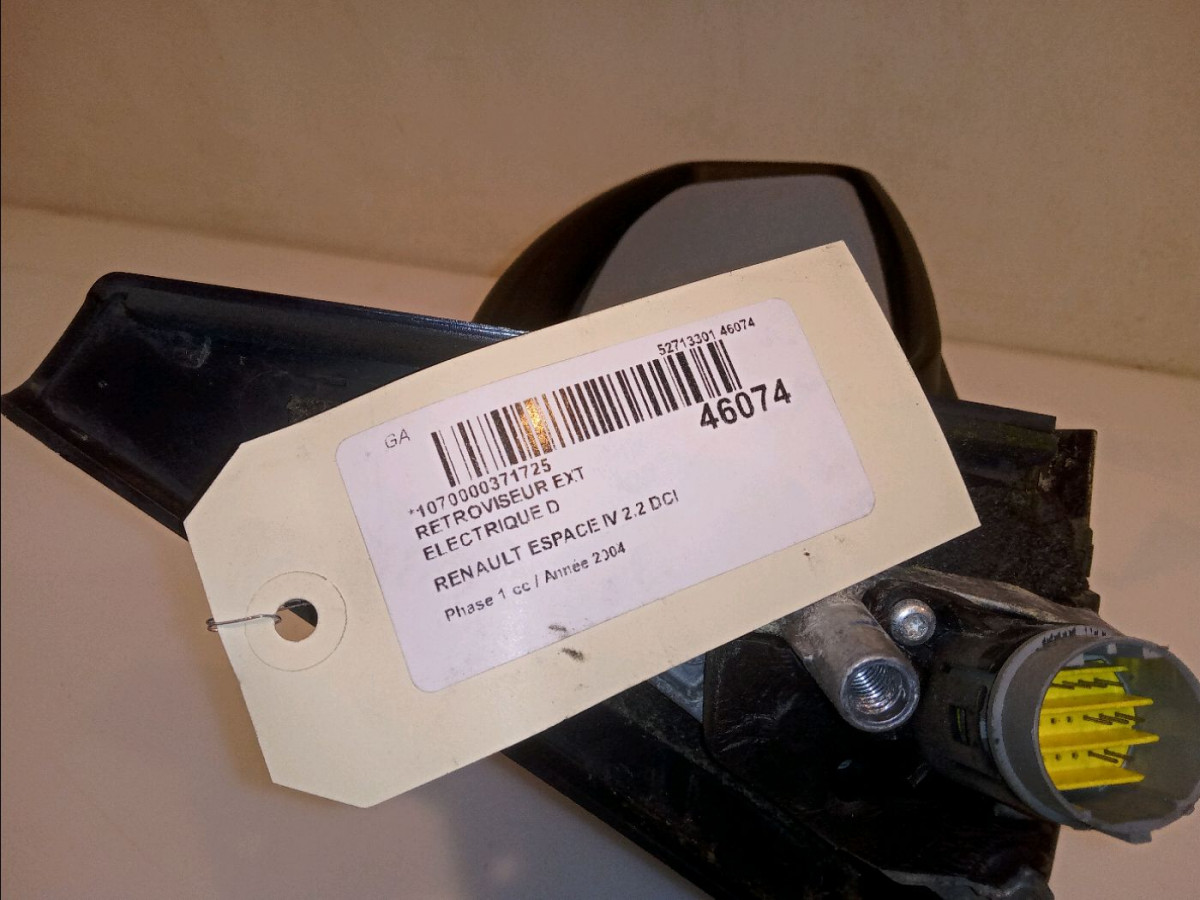 GA
52713301 46074
46074
*1070000371725
RETROVISEUR EXT
ELECTRIQUE D
RENAULT ESPACE IV 2.2 DCI
Phase 1 cc / Année 2004